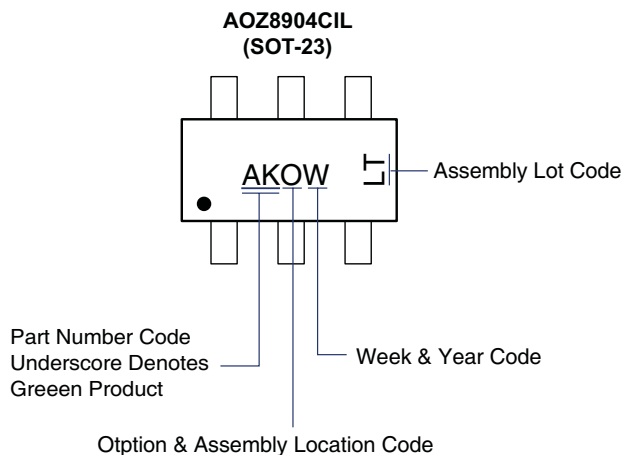 AOZ8904CIL
(SOT-23)
AKOW
LT
Assembly Lot Code
Part Number Code
Underscore Denotes
Greeen Product
Week & Year Code
Otption & Assembly Location Code